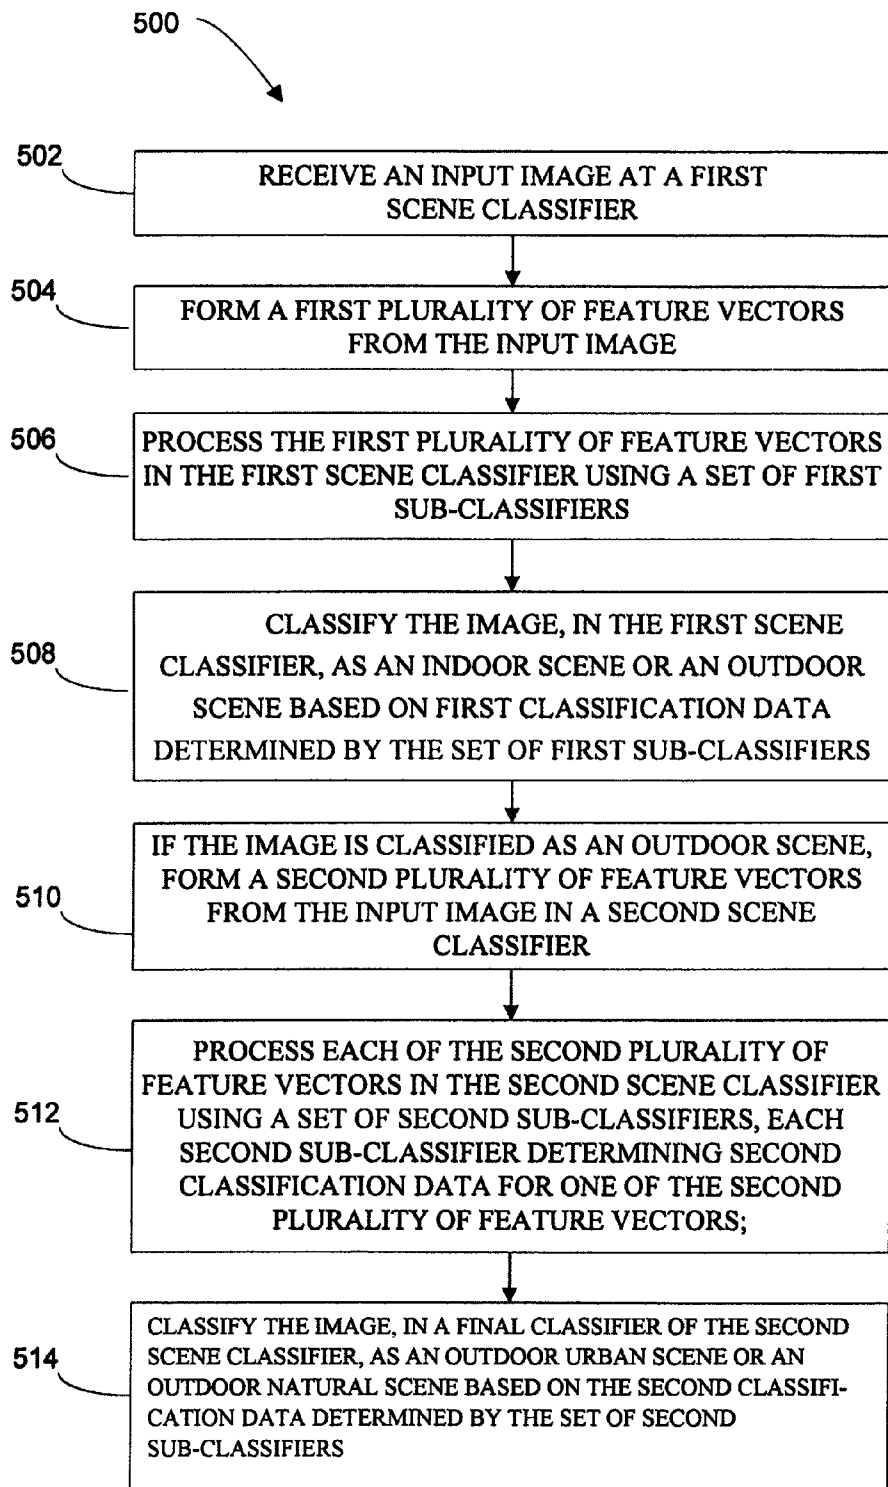 500
502
RECEIVE AN INPUT IMAGE AT A FIRST
SCENE CLASSIFIER
504
FORM A FIRST PLURALITY OF FEATURE VECTORS
FROM THE INPUT IMAGE
506
PROCESS THE FIRST PLURALITY OF FEATURE VECTORS
IN THE FIRST SCENE CLASSIFIER USING A SET OF FIRST
SUB-CLASSIFIERS
508
CLASSIFY THE IMAGE, IN THE FIRST SCENE
CLASSIFIER, AS AN INDOOR SCENE OR AN OUTDOOR
SCENE BASED ON FIRST CLASSIFICATION DATA
DETERMINED BY THE SET OF FIRST SUB-CLASSIFIERS
510
IF THE IMAGE IS CLASSIFIED AS AN OUTDOOR SCENE,
FORM A SECOND PLURALITY OF FEATURE VECTORS
FROM THE INPUT IMAGE IN A SECOND SCENE
CLASSIFIER
512
PROCESS EACH OF THE SECOND PLURALITY OF
FEATURE VECTORS IN THE SECOND SCENE CLASSIFIER
USING A SET OF SECOND SUB-CLASSIFIERS, EACH
SECOND SUB-CLASSIFIER DETERMINING SECOND
CLASSIFICATION DATA FOR ONE OF THE SECOND
PLURALITY OF FEATURE VECTORS;
514
CLASSIFY THE IMAGE, IN A FINAL CLASSIFIER OF THE SECOND
SCENE CLASSIFIER, AS AN OUTDOOR URBAN SCENE OR AN
OUTDOOR NATURAL SCENE BASED ON THE SECOND CLASSIFI-
CATION DATA DETERMINED BY THE SET OF SECOND
SUB-CLASSIFIERS